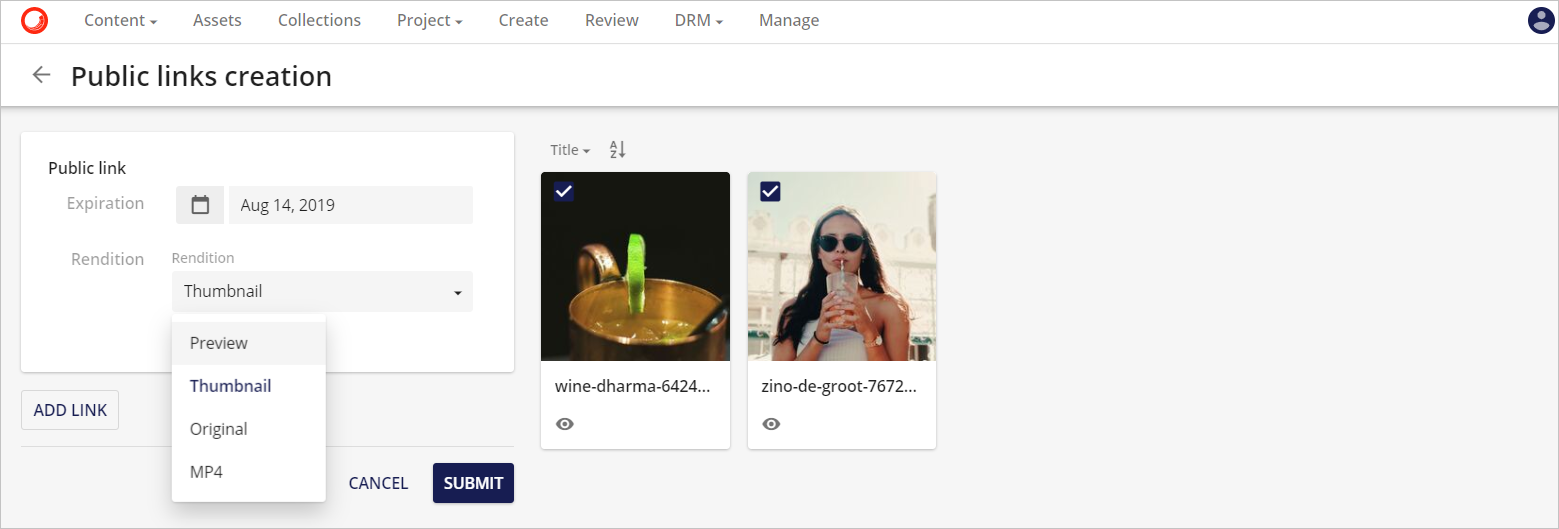 Content Assets Collections Project Create Review DRM Manage
Public links creation
Public link
Expiration Aug 14, 2019
Rendition Rendition
Thumbnail
Preview
Thumbnail
Original
MP4
ADD LINK
CANCEL SUBMIT
Title AZ
wine-dharma-6424... zino-de-groot-7672...